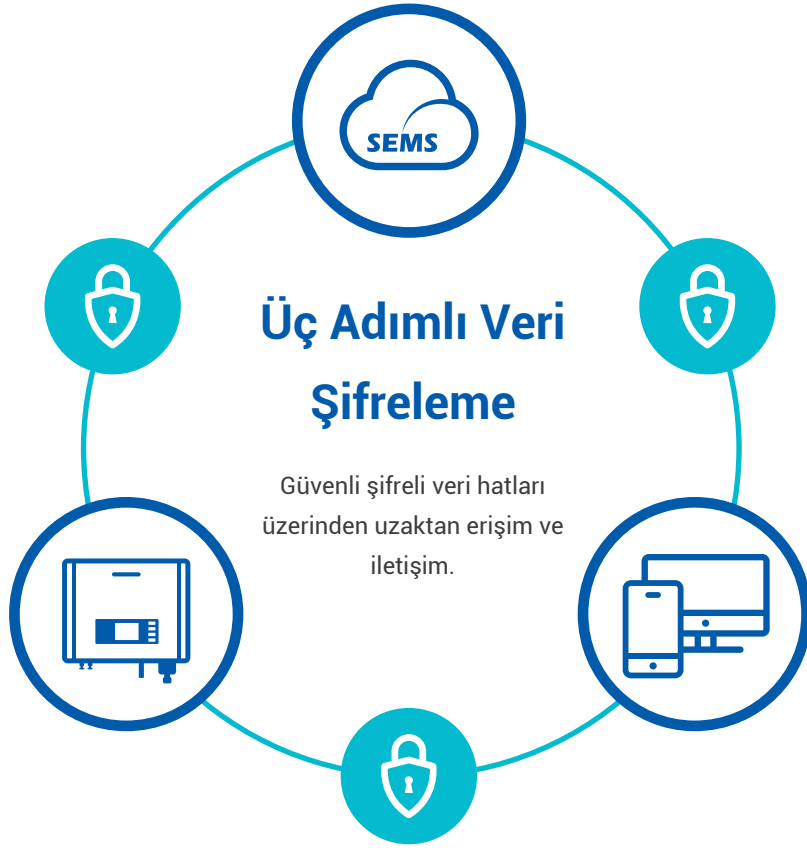 SEMS
Üç Adımlı Veri
Şifreleme
Güvenli şifreli veri hatları
üzerinden uzaktan erişim ve
iletişim.